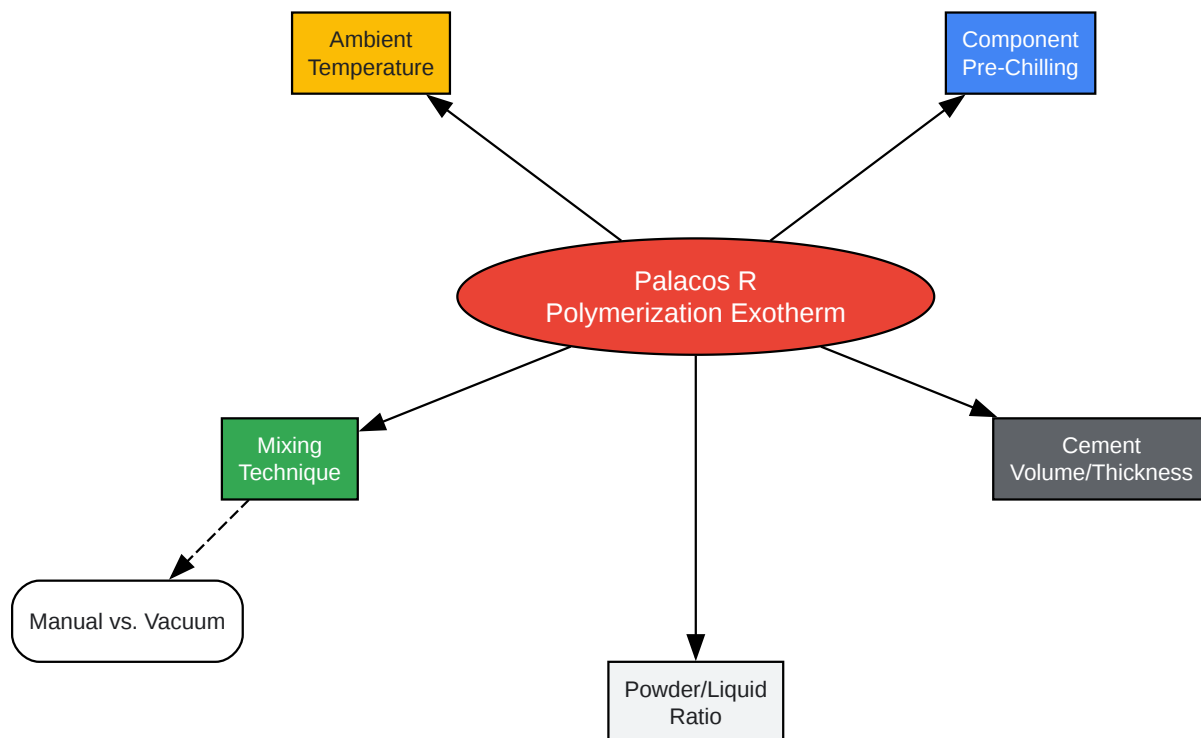 Ambient
Temperature
Component
Pre-Chilling
Palacos R
Polymerization Exotherm
Mixing
Technique
Cement
Volume/Thickness
Manual vs. Vacuum
Powder/Liquid
Ratio